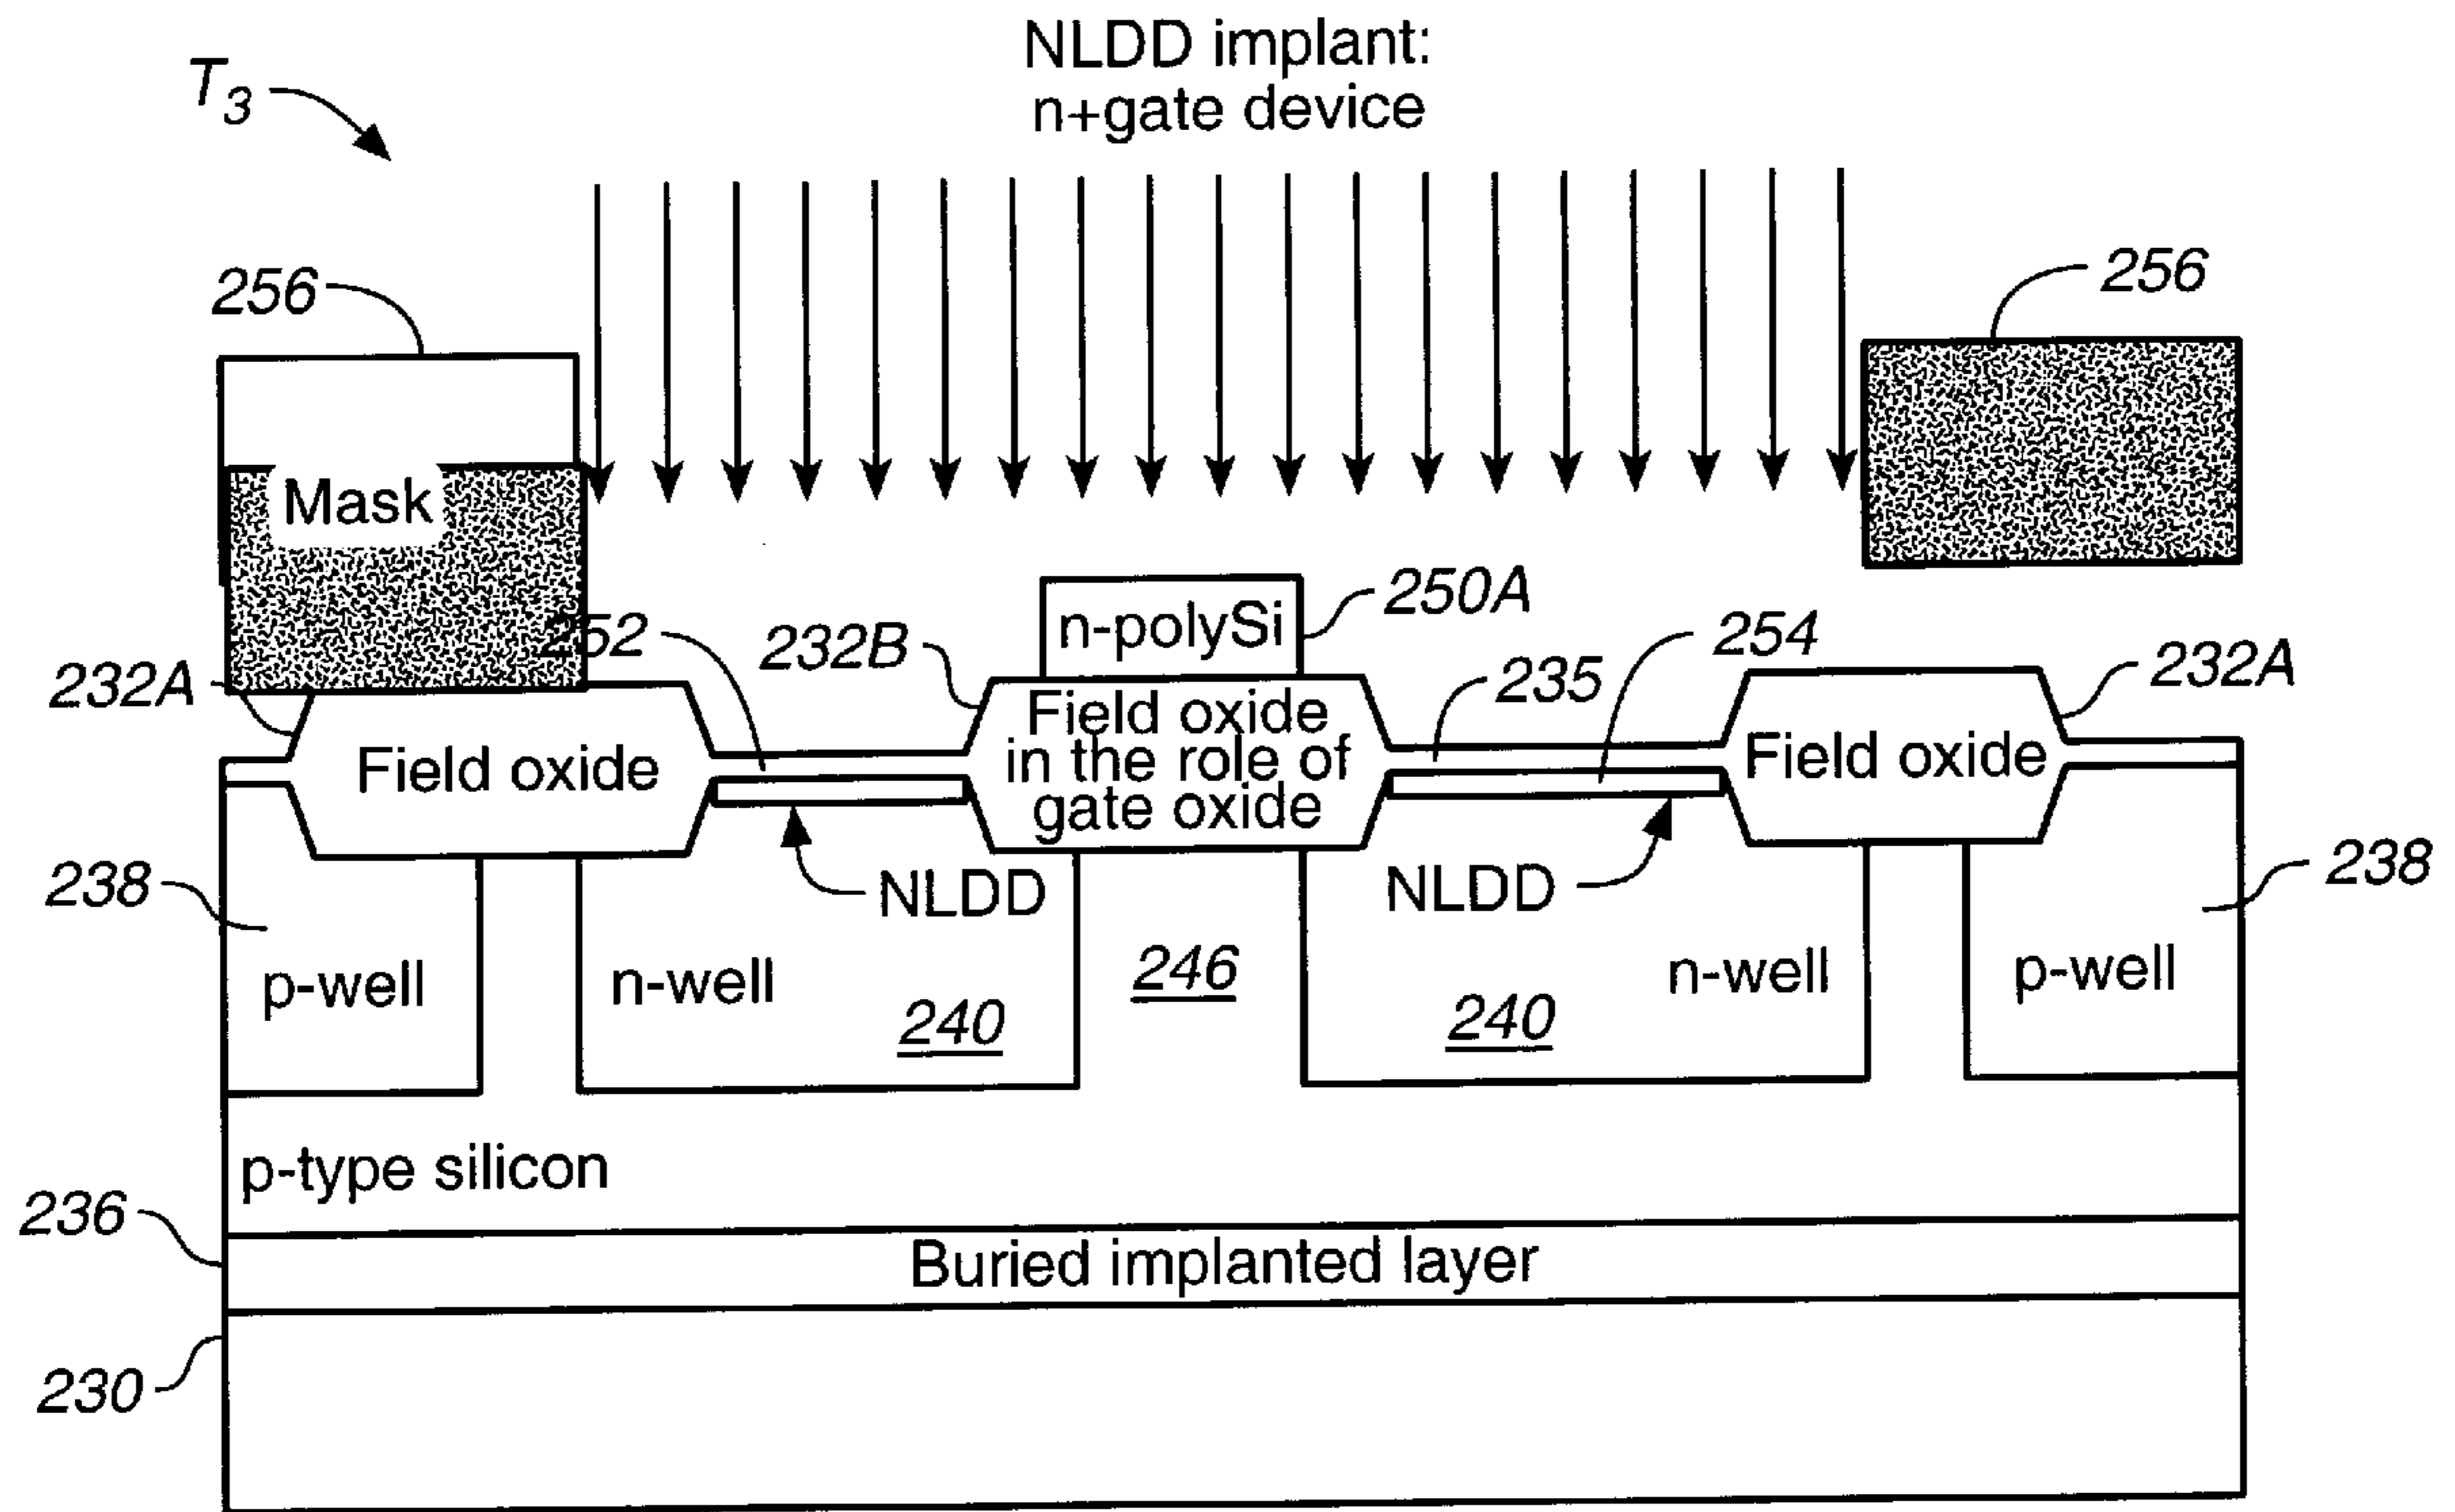 T3
NLDD implant:
n+gate device
256
256
Mask
250A
n-polySi
252
232B
254
235
232A
232A
Field oxide
in the role of
gate oxide
Field oxide
Field oxide
238
NLDD
NLDD
238
p-well
n-well
246
n-well
p-well
240
240
p-type silicon
236
Buried implanted layer
230